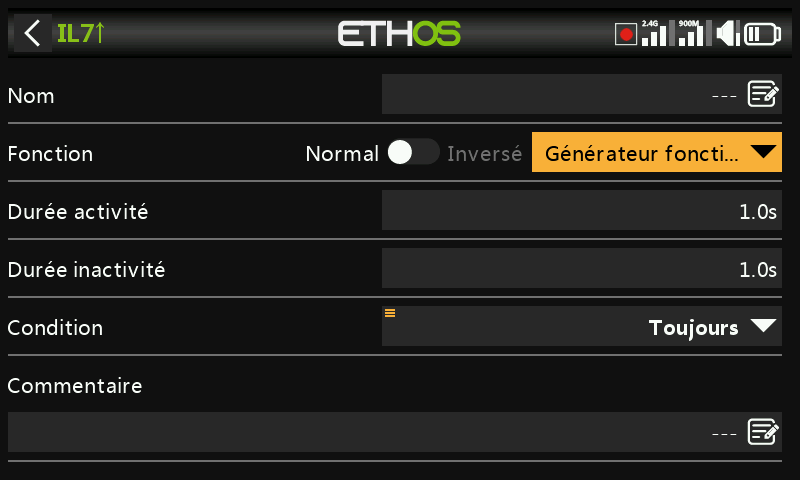 IL7↑ ETHOS 2.4G 900M
Nom ---
Fonction Normal Inversé Générateur foncti...
Durée activité 1.0s
Durée inactivité 1.0s
Condition Toujours
Commentaire
---